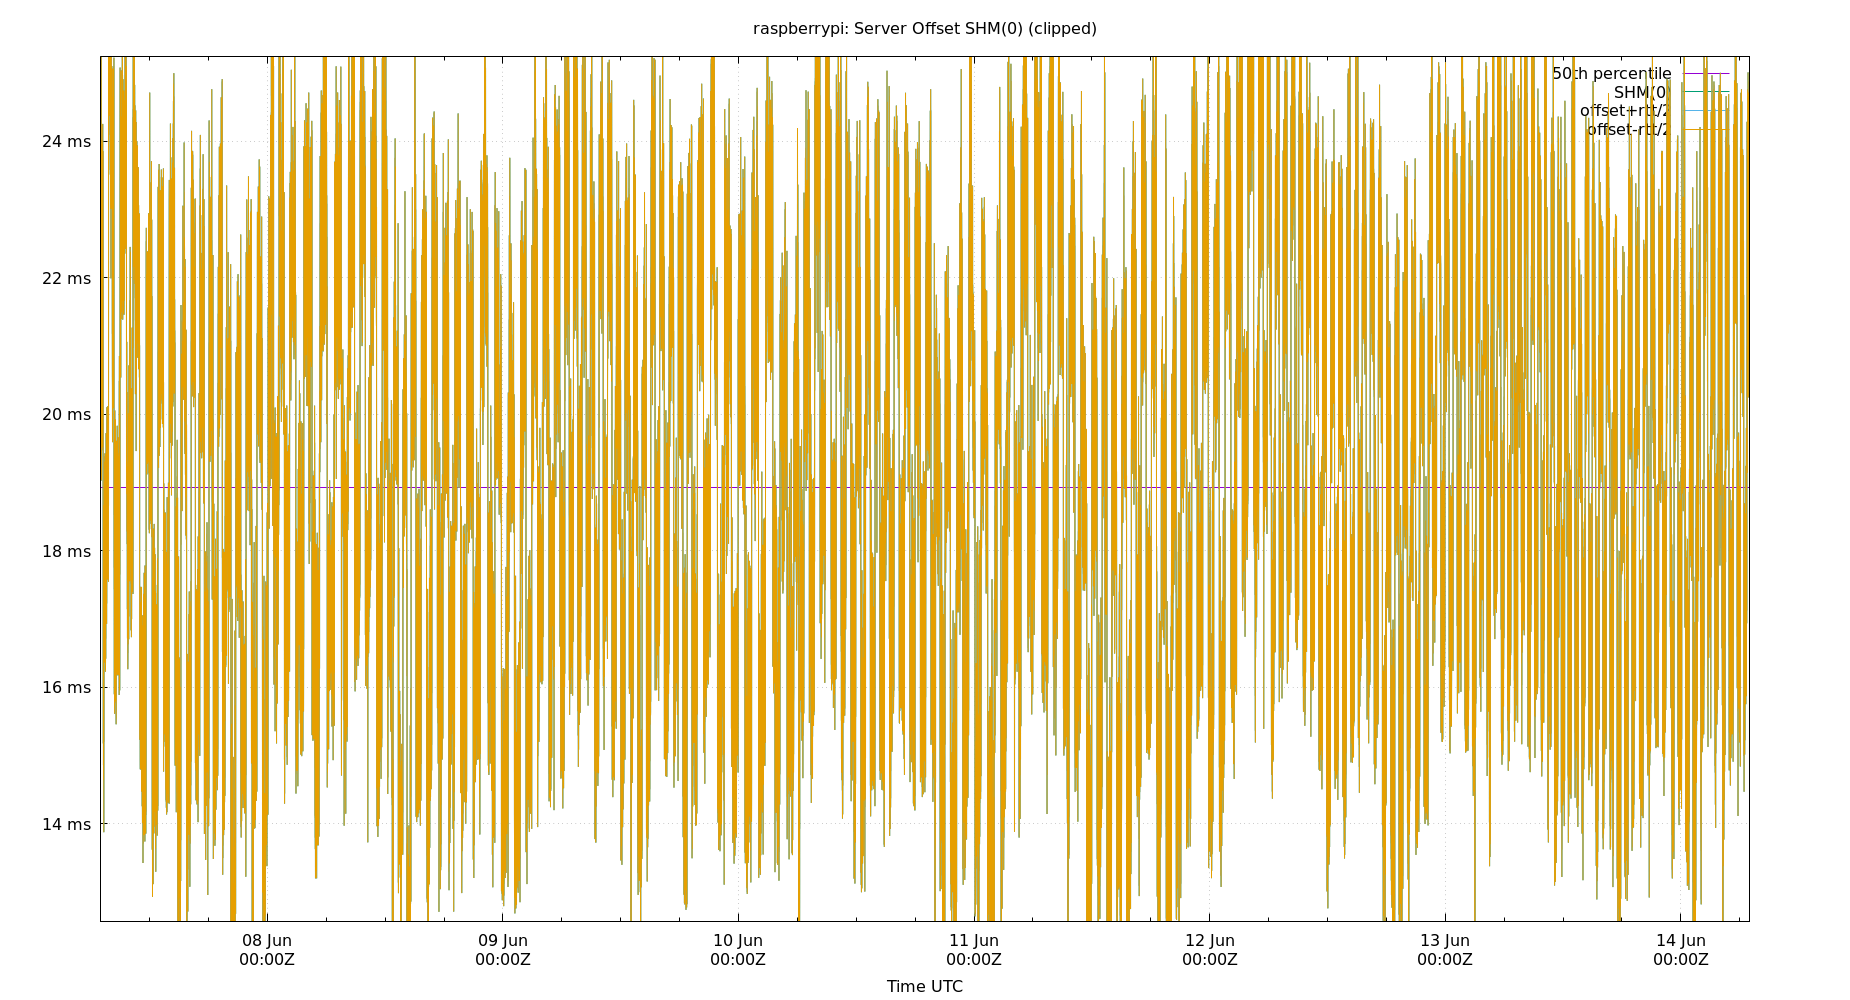 raspberrypi: Server Offset SHM(0) (clipped)
50th percentile
SHM(0)
offset+rtt/2
offset-rtt/2
24 ms
22 ms
20 ms
18 ms
16 ms
14 ms
08 Jun
00:00Z
09 Jun
00:00Z
10 Jun
00:00Z
11 Jun
00:00Z
12 Jun
00:00Z
13 Jun
00:00Z
14 Jun
00:00Z
Time UTC